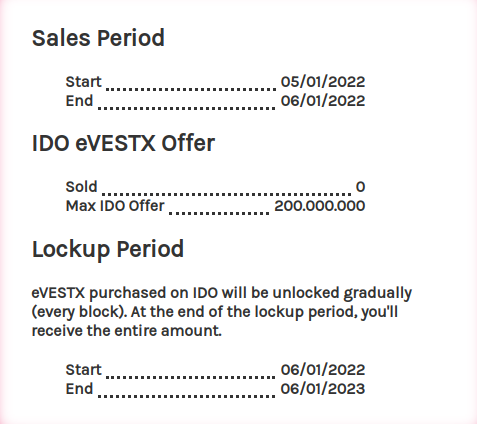 Sales Period
Start 05/01/2022
End 06/01/2022
IDO eVESTX Offer
Sold 0
Max IDO Offer 200.000.000
Lockup Period
eVESTX purchased on IDO will be unlocked gradually
(every block). At the end of the lockup period, you'll
receive the entire amount.
Start 06/01/2022
End 06/01/2023